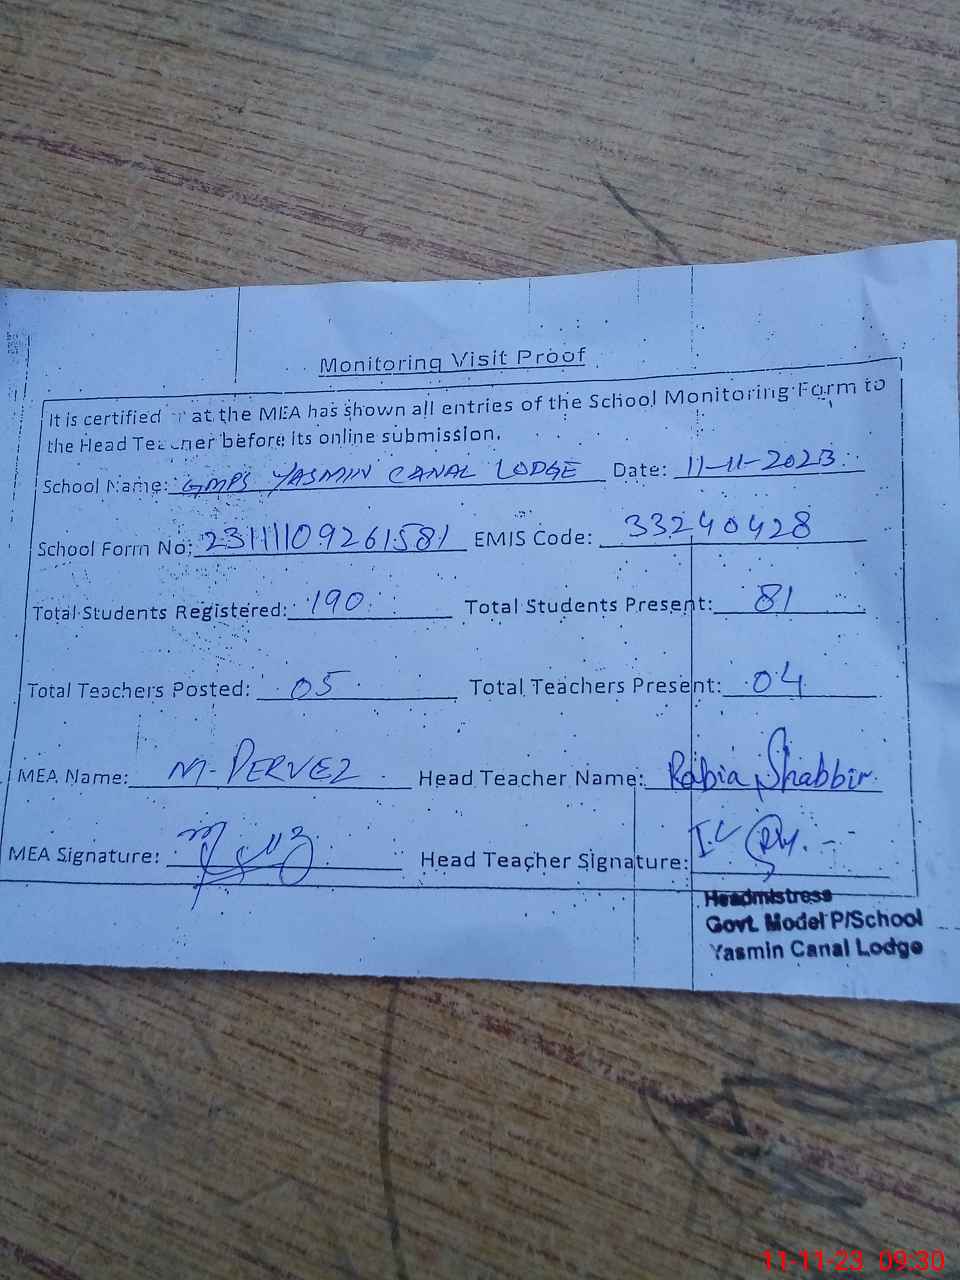 Monitoring Visit Proof
It is certified at the MEA has shown all entries of the School Monitoring Form to
the Head Teacher before its online submission.
School Name: GMPS YASMIN CANAL LODGE Date: 11-11-2023
School Form No: 23111109261581 EMIS Code: 33240428
Total Students Registered: 190 Total Students Present: 81
Total Teachers Posted: 05 Total Teachers Present: 04
MEA Name: M-PERVEZ Head Teacher Name: Rabia Shabbir
MEA Signature: Head Teacher Signature: I/C
Headmistress
Govt. Model P/School
Yasmin Canal Lodge
11-11-23 09:30